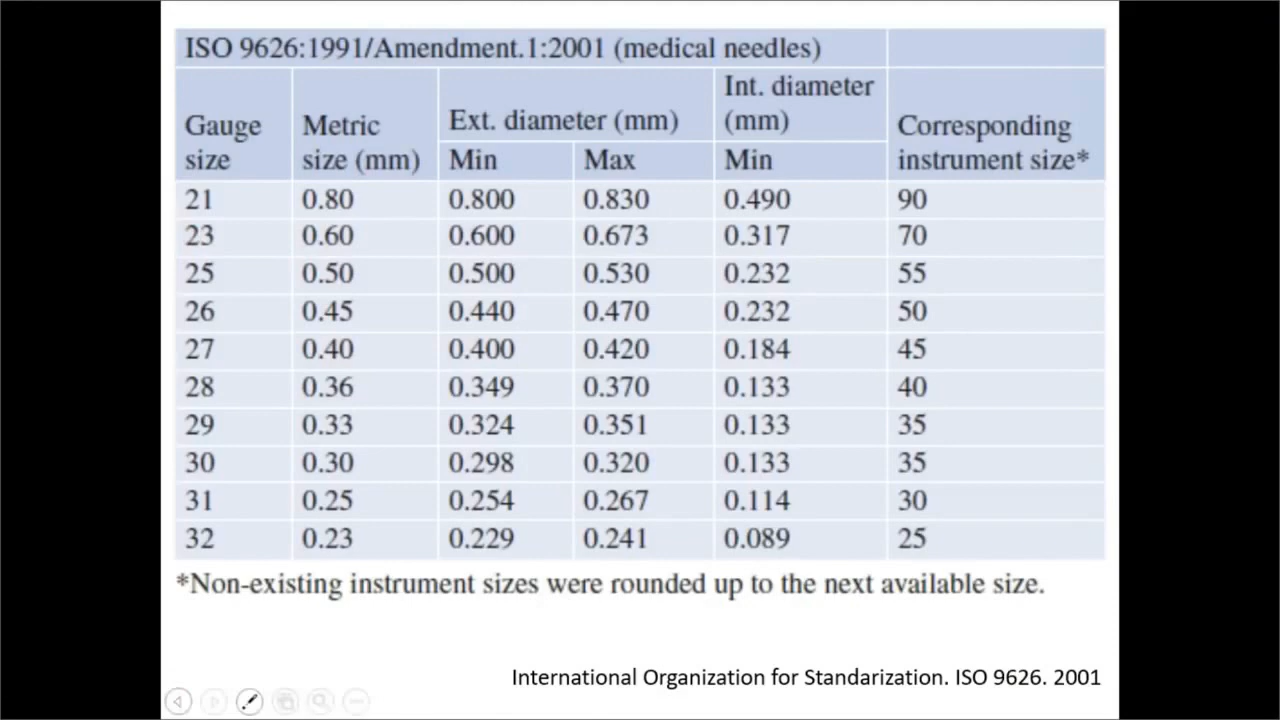 ISO 9626:1991/Amendment.1:2001 (medical needles)
Gauge size Metric size (mm) Ext. diameter (mm) Int. diameter (mm) Corresponding instrument size*
Min Max Min
21 0.80 0.800 0.830 0.490 90
23 0.60 0.600 0.673 0.317 70
25 0.50 0.500 0.530 0.232 55
26 0.45 0.440 0.470 0.232 50
27 0.40 0.400 0.420 0.184 45
28 0.36 0.349 0.370 0.133 40
29 0.33 0.324 0.351 0.133 35
30 0.30 0.298 0.320 0.133 35
31 0.25 0.254 0.267 0.114 30
32 0.23 0.229 0.241 0.089 25
*Non-existing instrument sizes were rounded up to the next available size.
International Organization for Standarization. ISO 9626. 2001